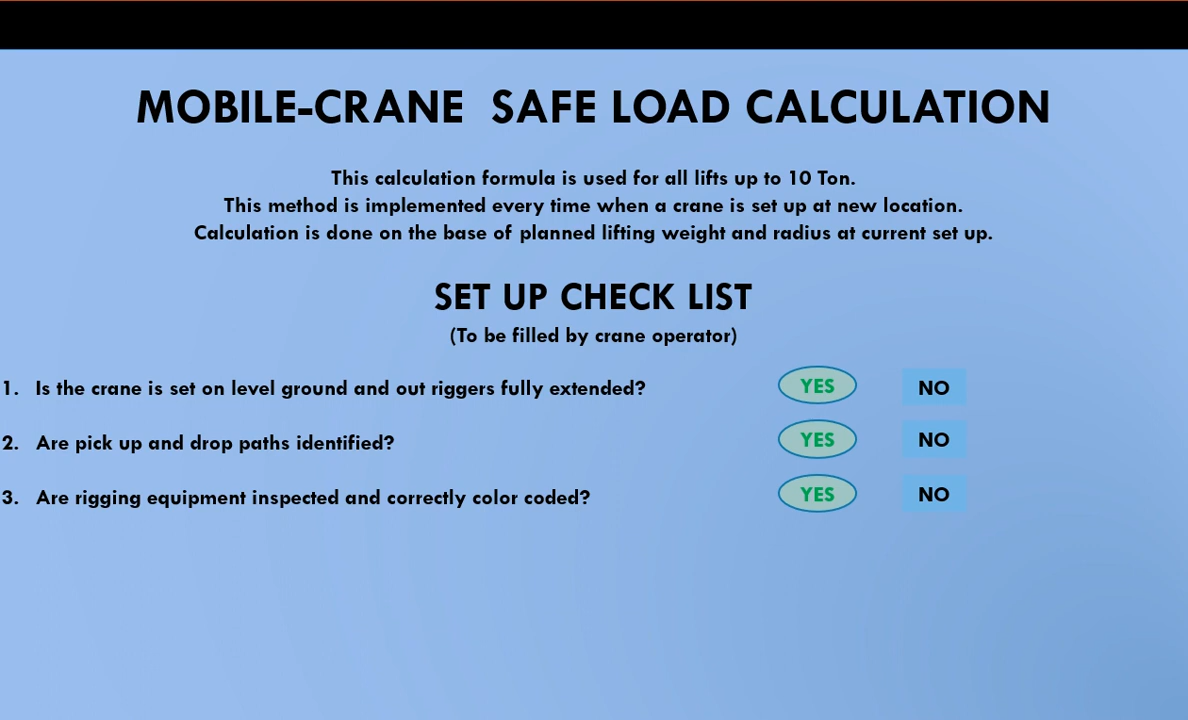 MOBILE-CRANE  SAFE LOAD CALCULATION
This calculation formula is used for all lifts up to 10 Ton.
This method is implemented every time when a crane is set up at new location.
Calculation is done on the base of planned lifting weight and radius at current set up.
SET UP CHECK LIST
(To be filled by crane operator)
1. Is the crane is set on level ground and out riggers fully extended? YES NO
2. Are pick up and drop paths identified? YES NO
3. Are rigging equipment inspected and correctly color coded? YES NO